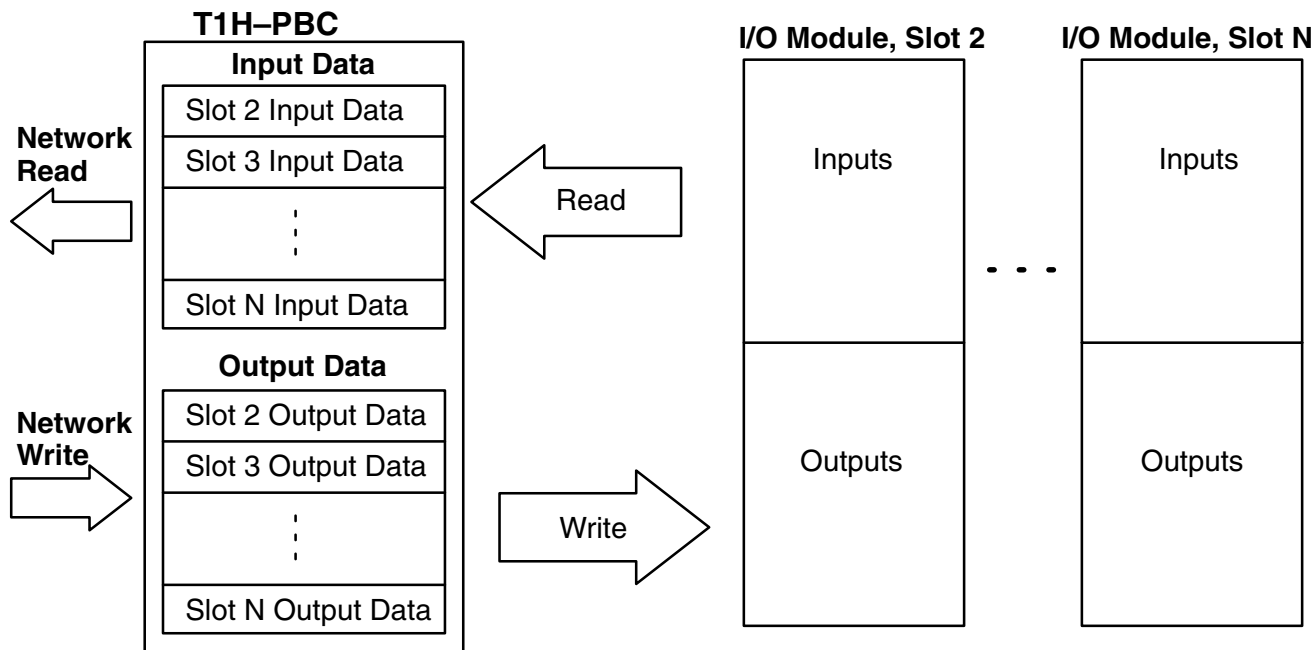 T1H–PBC
Input Data
Slot 2 Input Data
Slot 3 Input Data
Slot N Input Data
Output Data
Slot 2 Output Data
Slot 3 Output Data
Slot N Output Data
Network
Read
Network
Write
Read
Write
I/O Module, Slot 2
Inputs
Outputs
I/O Module, Slot N
Inputs
Outputs